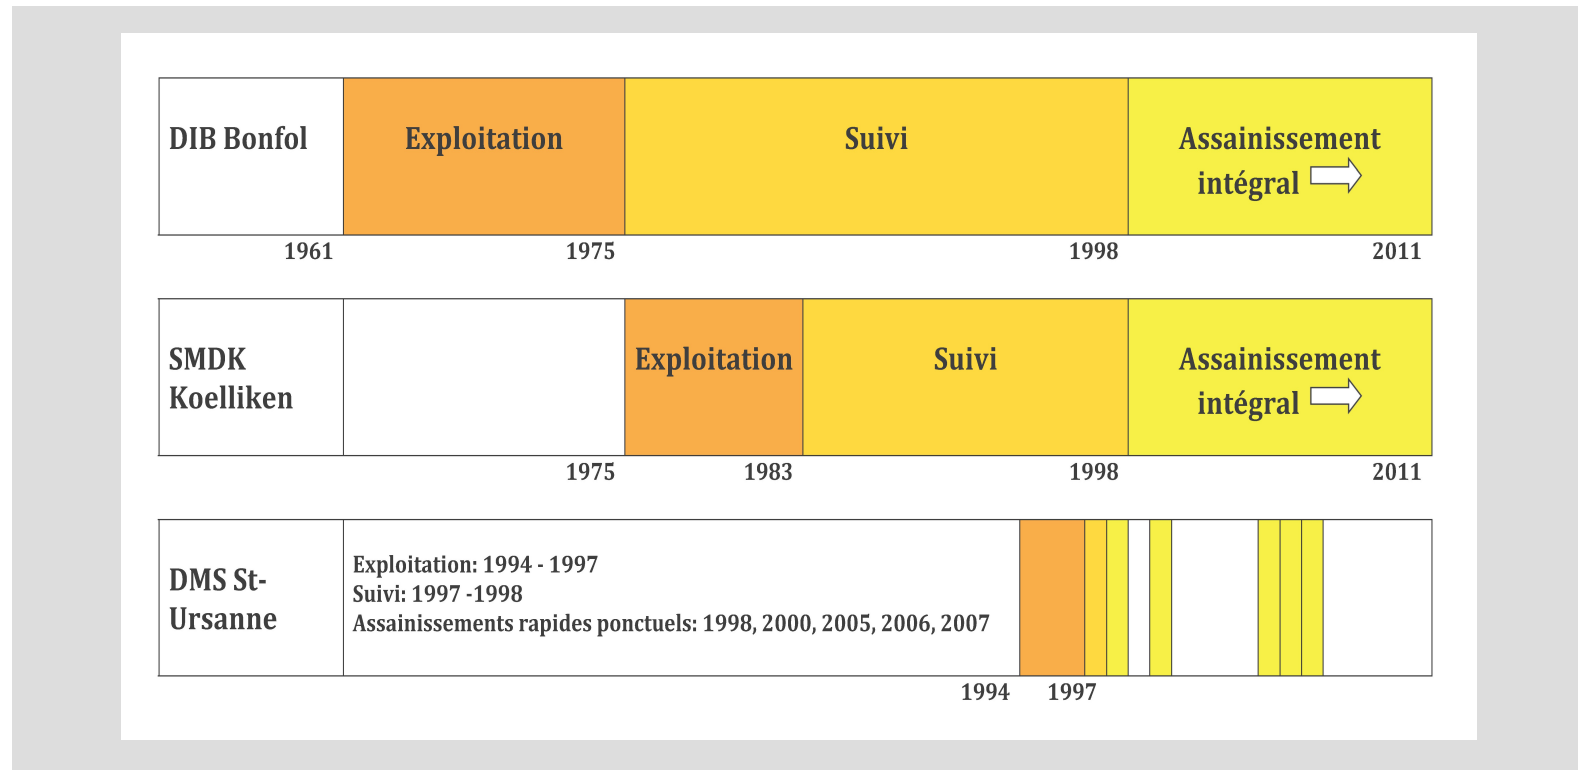 DIB Bonfol
Exploitation
Suivi
Assainissement
intégral
1961
1975
1998
2011
SMDK
Koelliken
Exploitation
Suivi
Assainissement
intégral
1975
1983
1998
2011
DMS St-
Ursanne
Exploitation: 1994 - 1997
Suivi: 1997 -1998
Assainissements rapides ponctuels: 1998, 2000, 2005, 2006, 2007
1994
1997